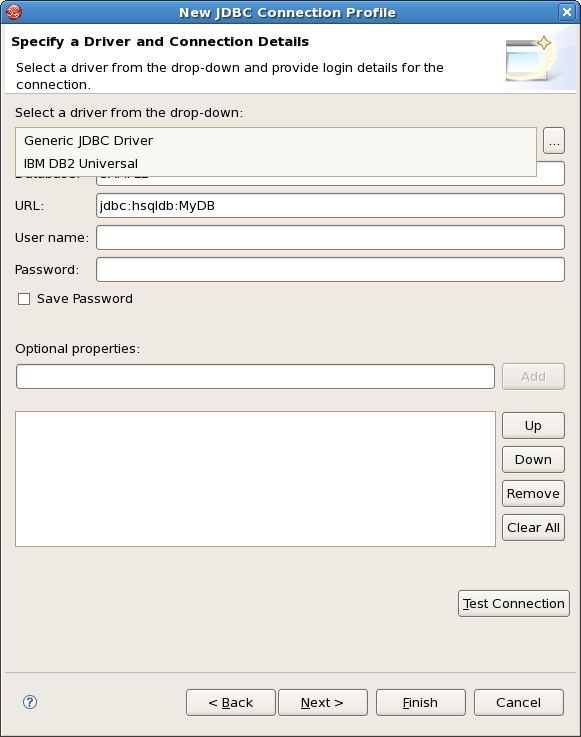 New JDBC Connection Profile
Specify a Driver and Connection Details
Select a driver from the drop-down and provide login details for the
connection.
Select a driver from the drop-down:
Generic JDBC Driver
...
IBM DB2 Universal
URL:
jdbc:hsqldb:MyDB
User name:
Password:
Save Password
Optional properties:
Add
Up
Down
Remove
Clear All
Test Connection
?
< Back
Next >
Finish
Cancel